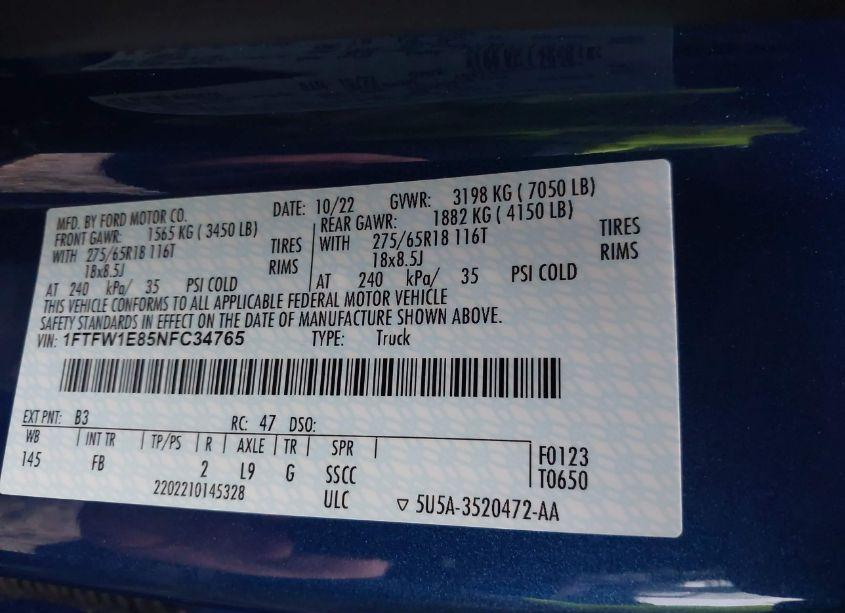 MFD. BY FORD MOTOR CO. DATE: 10/22 GVWR: 3198 KG ( 7050 LB)
FRONT GAWR: 1565 KG ( 3450 LB) REAR GAWR: 1882 KG ( 4150 LB)
WITH 275/65R18 116T TIRES WITH 275/65R18 116T TIRES
18x8.5J RIMS 18x8.5J RIMS
AT 240 kPa/ 35 PSI COLD AT 240 kPa/ 35 PSI COLD
THIS VEHICLE CONFORMS TO ALL APPLICABLE FEDERAL MOTOR VEHICLE
SAFETY STANDARDS IN EFFECT ON THE DATE OF MANUFACTURE SHOWN ABOVE.
VIN: 1FTFW1E85NFC34765 TYPE: Truck
EXT PNT: B3 RC: 47 DSO:
WB INT TR TP/PS R AXLE TR SPR
145 FB 2 L9 G SSCC F0123
T0650
2202210145328 ULC ▽ 5U5A-3520472-AA